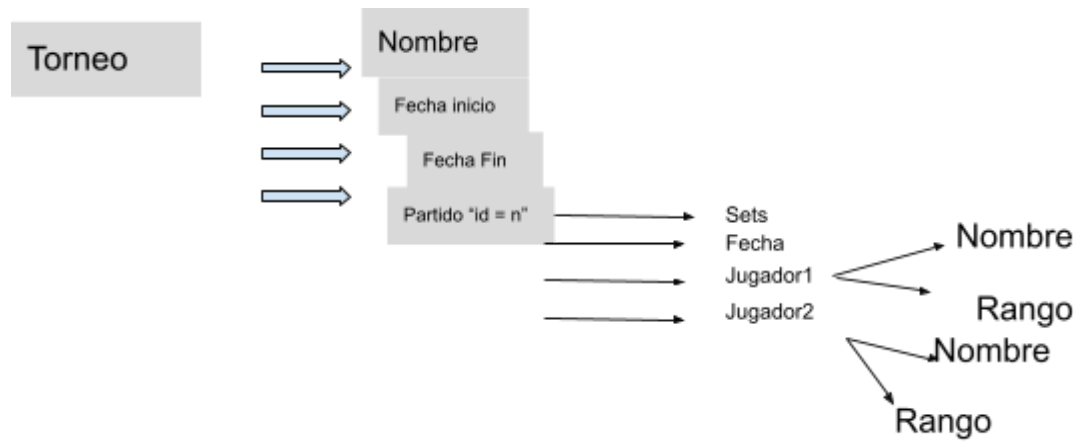 Torneo
Nombre
Fecha inicio
Fecha Fin
Partido “id = n”
Sets
Fecha
Jugador1
Jugador2
Nombre
Rango
Nombre
Rango